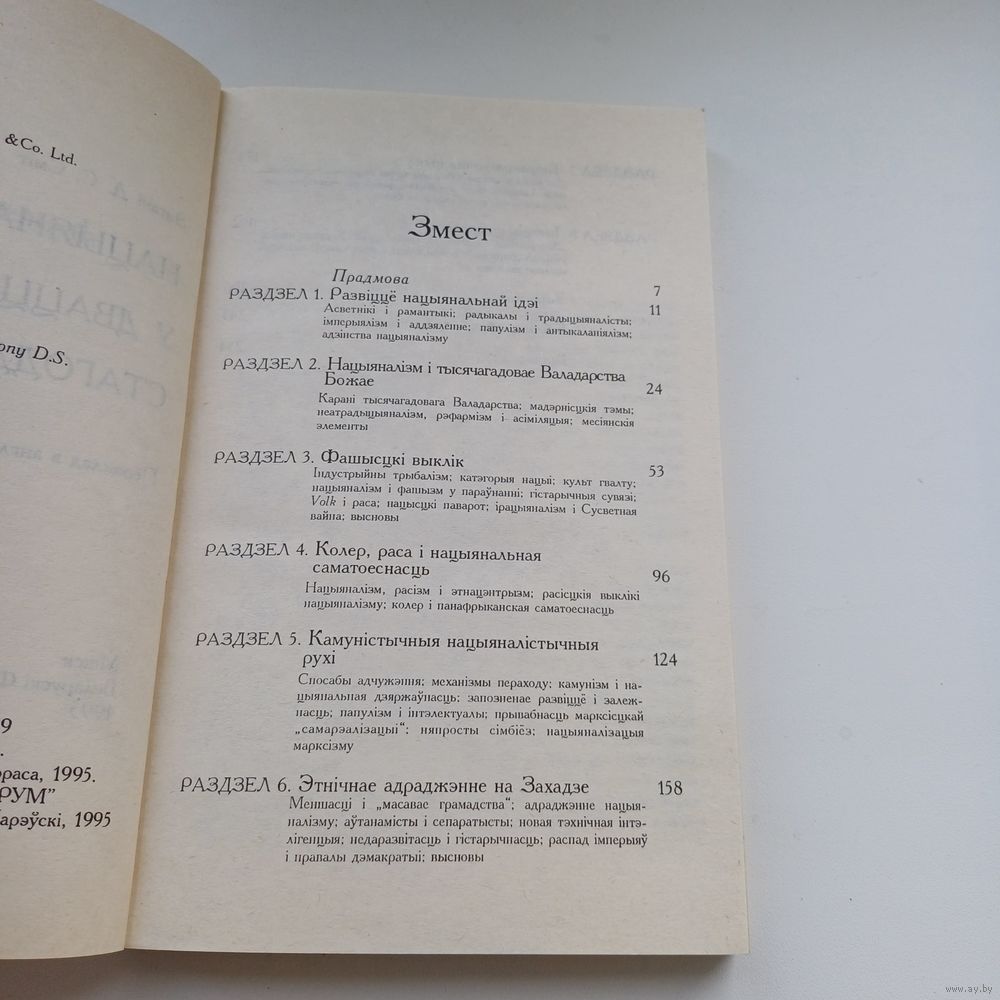 & Co. Ltd.
ony D.S.
9
раса, 1995.
РУМ"
арэўскі, 1995
Змест
Прадмова 7
РАЗДЗЕЛ 1. Развіццё нацыянальнай ідэі 11
Асветнікі і рамантыкі; радыкалы і традыцыяналісты;
імперыялізм і аддзяленне; папулізм і антыкаланіялізм;
адзінства нацыяналізму
РАЗДЗЕЛ 2. Нацыяналізм і тысячагадовае Валадарства
Божае 24
Карані тысячагадовага Валадарства; мадэрнісцкія тэмы;
неатрадыцыяналізм, рэфармізм і асіміляцыя; месіянскія
элементы
РАЗДЗЕЛ 3. Фашысцкі выклік 53
Індустрыйны трыбалізм; катэгорыя нацыі; культ гвалту;
нацыяналізм і фашызм у параўнанні; гістарычныя сувязі;
Volk і раса; нацысцкі паварот; ірацыяналізм і Сусветная
вайна; высновы
РАЗДЗЕЛ 4. Колер, раса і нацыянальная
саматоеснасць 96
Нацыяналізм, расізм і этнацэнтрызм; расісцкія выклікі
нацыяналізму; колер і панафрыканская саматоеснасць
РАЗДЗЕЛ 5. Камуністычныя нацыяналістычныя
рухі 124
Спосабы адчужэння; механізмы пераходу; камунізм і на-
цыянальная дзяржаўнасць; запозненае развіццё і залеж-
насць; папулізм і інтэлектуалы; прывабнасць марксісцкай
„самарэалізацыі“; няпросты сімбіёз; нацыяналізацыя
марксізму
РАЗДЗЕЛ 6. Этнічнае адраджэнне на Захадзе 158
Меншасці і „масавае грамадства“; адраджэнне нацыя-
налізму; аўтанамісты і сепаратысты; новая тэхнічная інтэ-
лігенцыя; недаразвітасць і гістарычнасць; распад імперыяў
і правалы дэмакратыі; высновы
www.ay.by